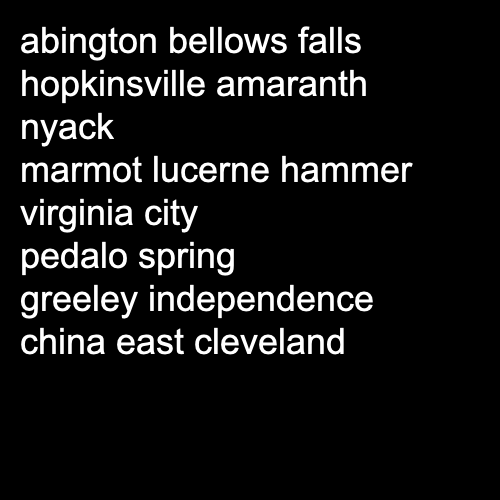 abington bellows falls
hopkinsville amaranth
nyack
marmot lucerne hammer
virginia city
pedalo spring
greeley independence
china east cleveland